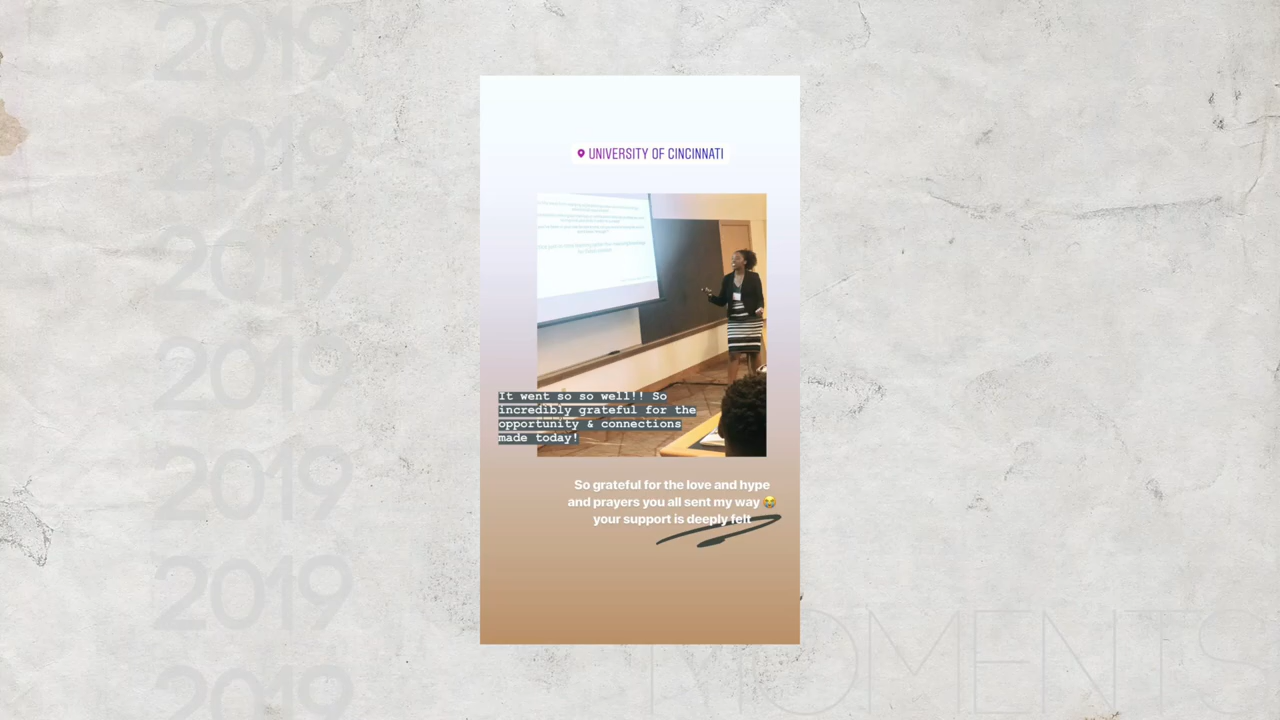 2019
2019
2019
2019
2019
2019
2019
UNIVERSITY OF CINCINNATI
It went so so well!! So
incredibly grateful for the
opportunity & connections
made today!
So grateful for the love and hype
and prayers you all sent my way 😭
your support is deeply felt
MOMENTS